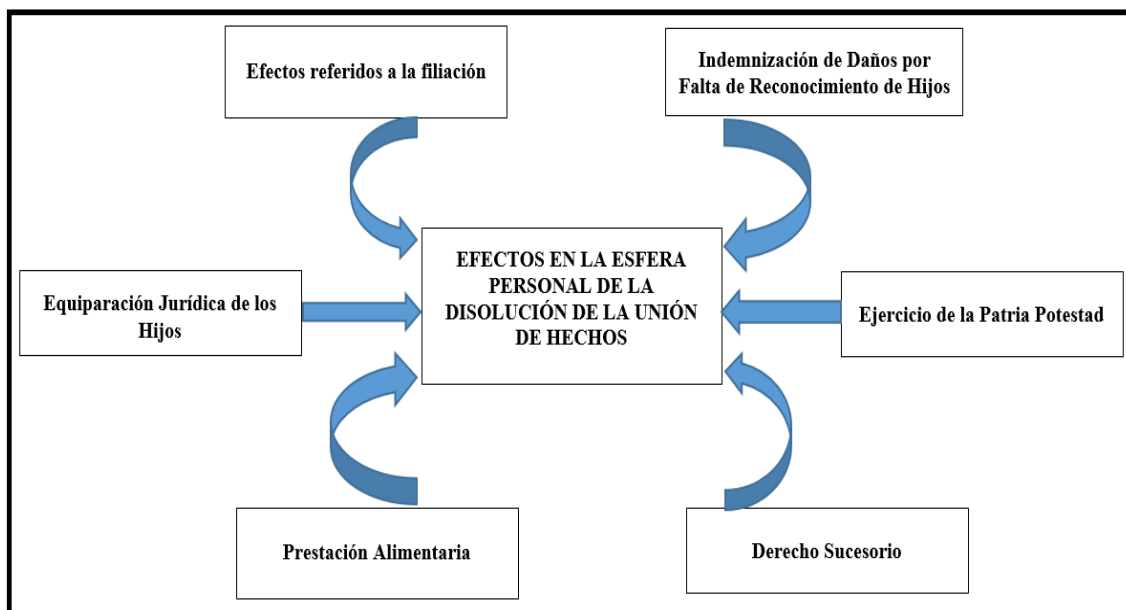 Efectos referidos a la filiación
Indemnización de Daños por
Falta de Reconocimiento de Hijos
Equiparación Jurídica de los
Hijos
EFECTOS EN LA ESFERA
PERSONAL DE LA
DISOLUCIÓN DE LA UNIÓN
DE HECHOS
Ejercicio de la Patria Potestad
Prestación Alimentaria
Derecho Sucesorio